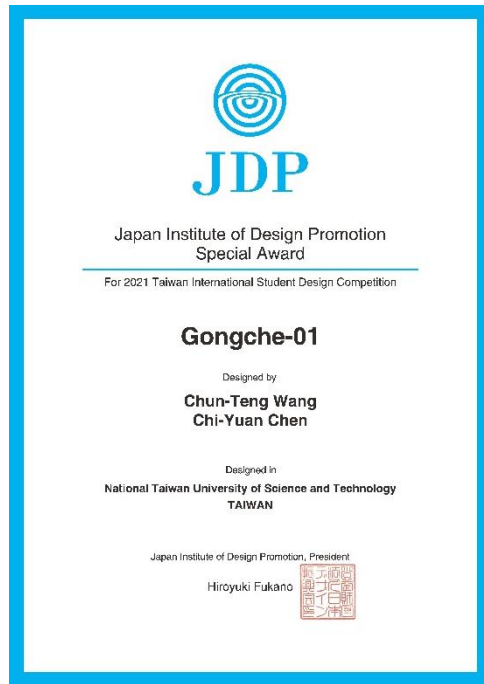 JDP
Japan Institute of Design Promotion
Special Award
For 2021 Taiwan International Student Design Competition
Gongche-01
Designed by
Chun-Teng Wang
Chi-Yuan Chen
Designed in
National Taiwan University of Science and Technology
TAIWAN
Japan Institute of Design Promotion, President
Hiroyuki Fukano